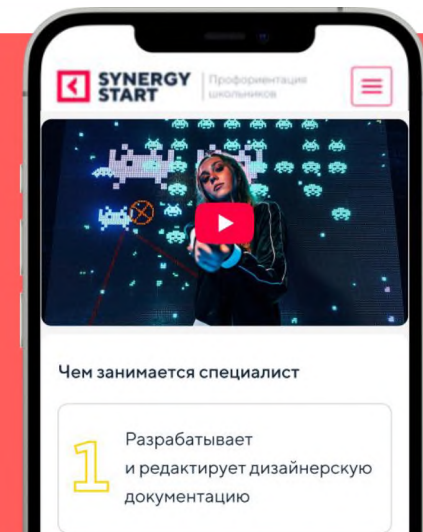 SYNERGY
START
Профориентация
школьников
Чем занимается специалист
1
Разрабатывает
и редактирует дизайнерскую
документацию